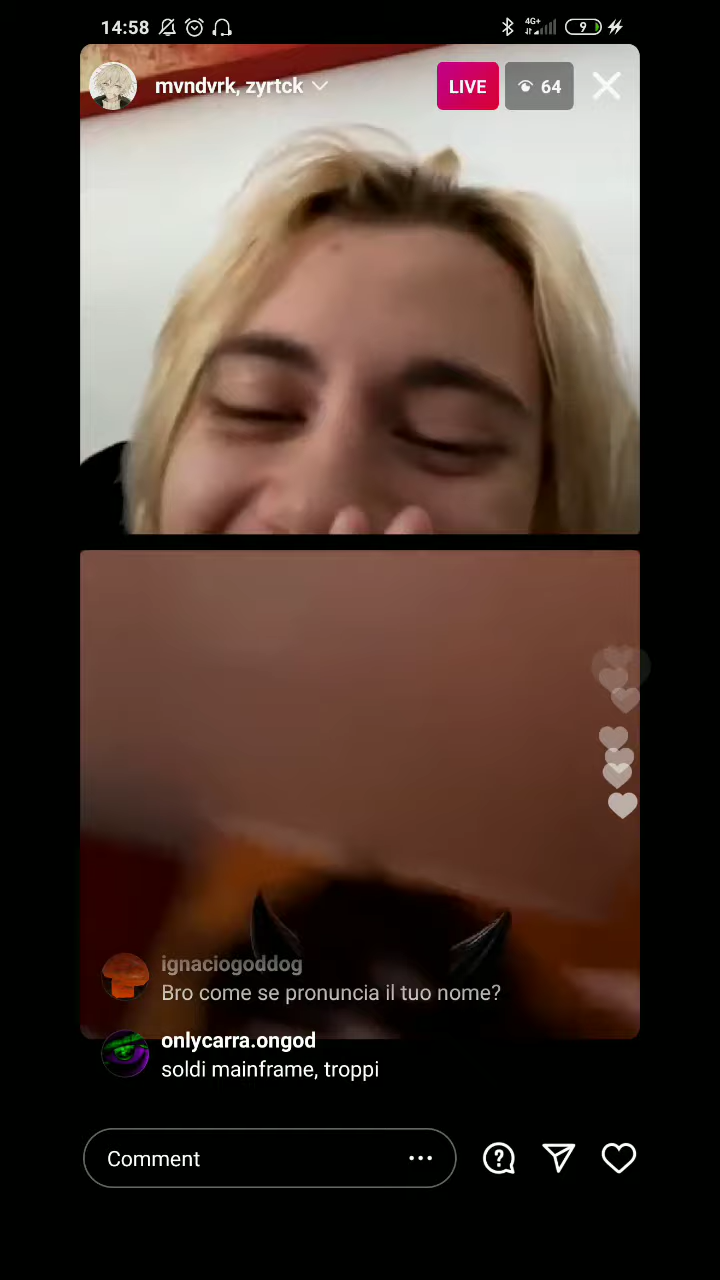 14:58
4G+
9
mvndvrk, zyrtck
LIVE
64
ignaciogoddog
Bro come se pronuncia il tuo nome?
onlycarra.ongod
soldi mainframe, troppi
Comment